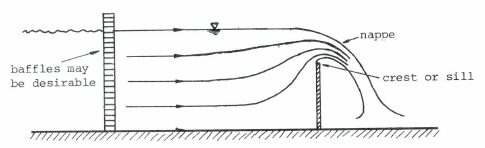 nappe
baffles may
be desirable
crest or sill